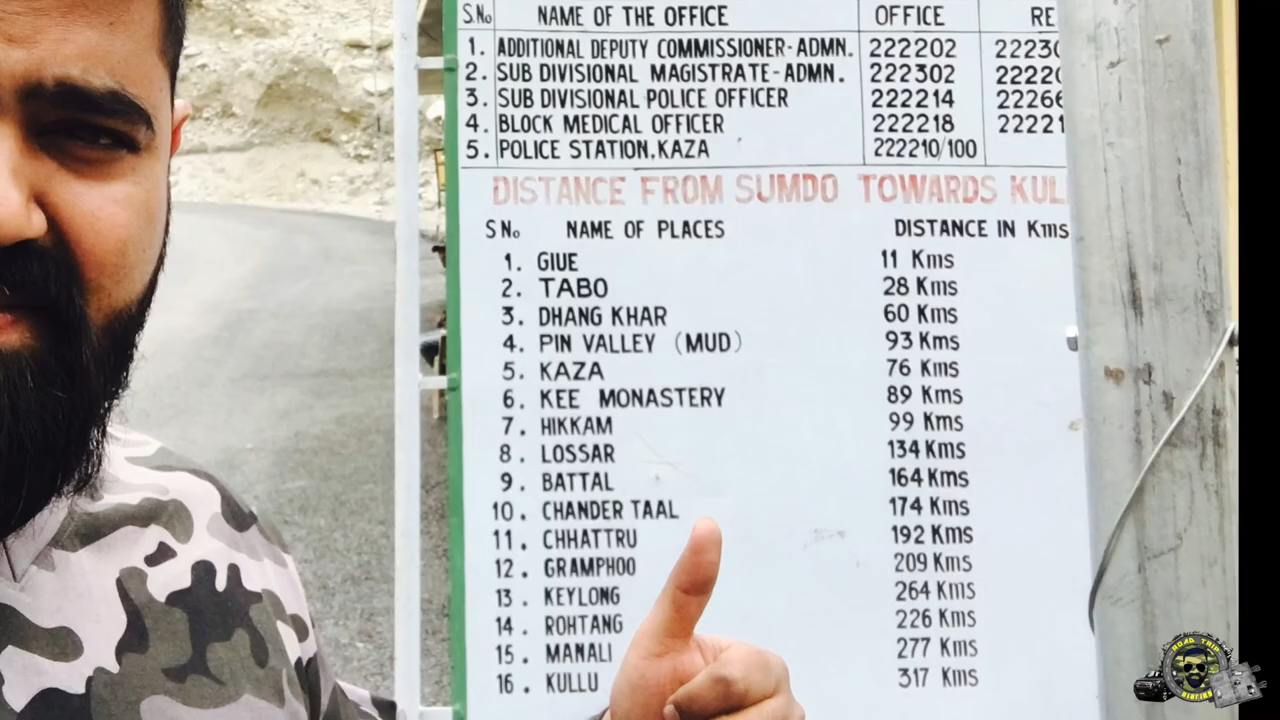 S.No NAME OF THE OFFICE OFFICE RE
1. ADDITIONAL DEPUTY COMMISSIONER-ADMN. 222202 22230
2. SUB DIVISIONAL MAGISTRATE-ADMN. 222302 22220
3. SUB DIVISIONAL POLICE OFFICER 222214 22266
4. BLOCK MEDICAL OFFICER 222218 22221
5. POLICE STATION.KAZA 222210/100
DISTANCE FROM SUMDO TOWARDS KUL
S No NAME OF PLACES DISTANCE IN Kms
1. GIUE 11 Kms
2. TABO 28 Kms
3. DHANG KHAR 60 Kms
4. PIN VALLEY (MUD) 93 Kms
5. KAZA 76 Kms
6. KEE MONASTERY 89 Kms
7. HIKKAM 99 Kms
8. LOSSAR 134 Kms
9. BATTAL 164 Kms
10. CHANDER TAAL 174 Kms
11. CHHATTRU 192 Kms
12. GRAMPHOO 209 Kms
13. KEYLONG 264 Kms
14. ROHTANG 226 Kms
15. MANALI 277 Kms
16. KULLU 317 Kms
ROAD TRIP